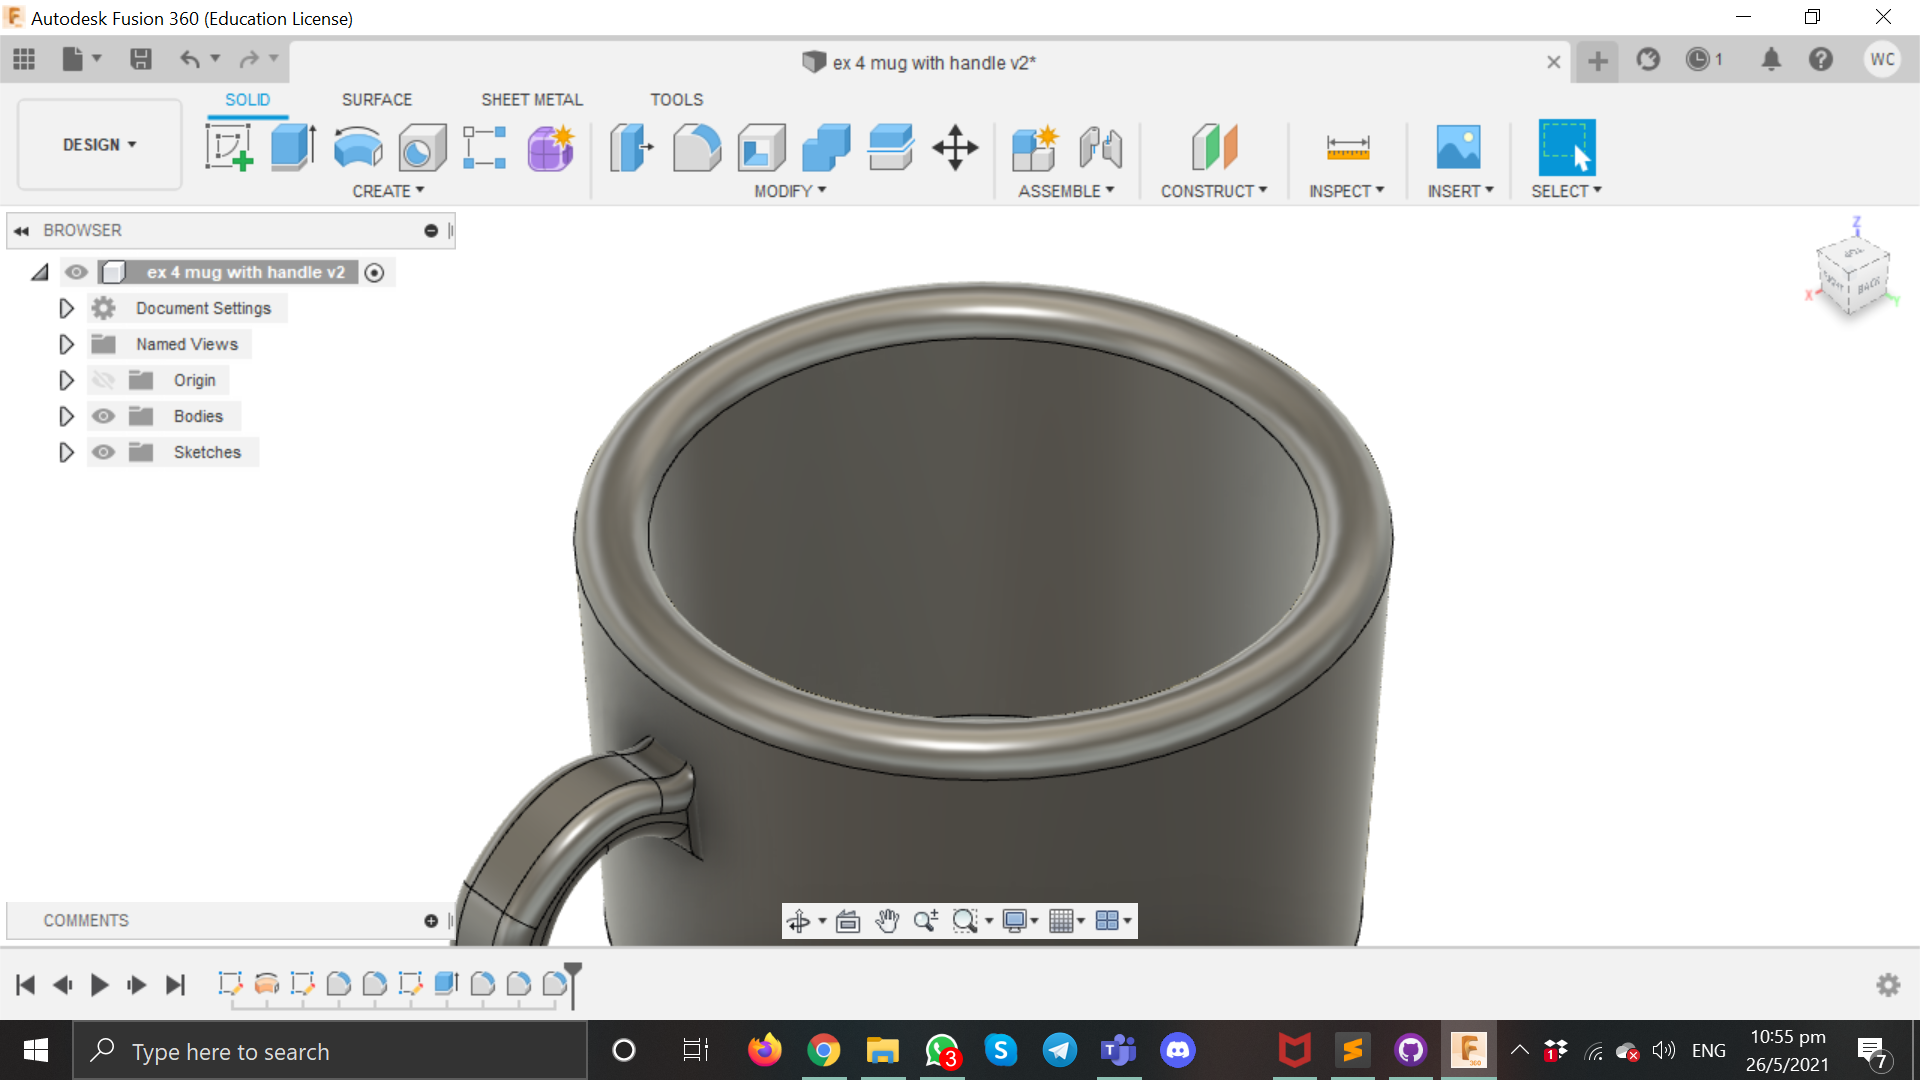 Autodesk Fusion 360 (Education License)
ex 4 mug with handle v2*
1
WC
SOLID
SURFACE
SHEET METAL
TOOLS
DESIGN
CREATE
MODIFY
ASSEMBLE
CONSTRUCT
INSPECT
INSERT
SELECT
BROWSER
ex 4 mug with handle v2
Document Settings
Named Views
Origin
Bodies
Sketches
Z
X
Y
BACK
COMMENTS
Type here to search
3
1
ENG
10:55 pm
26/5/2021
7